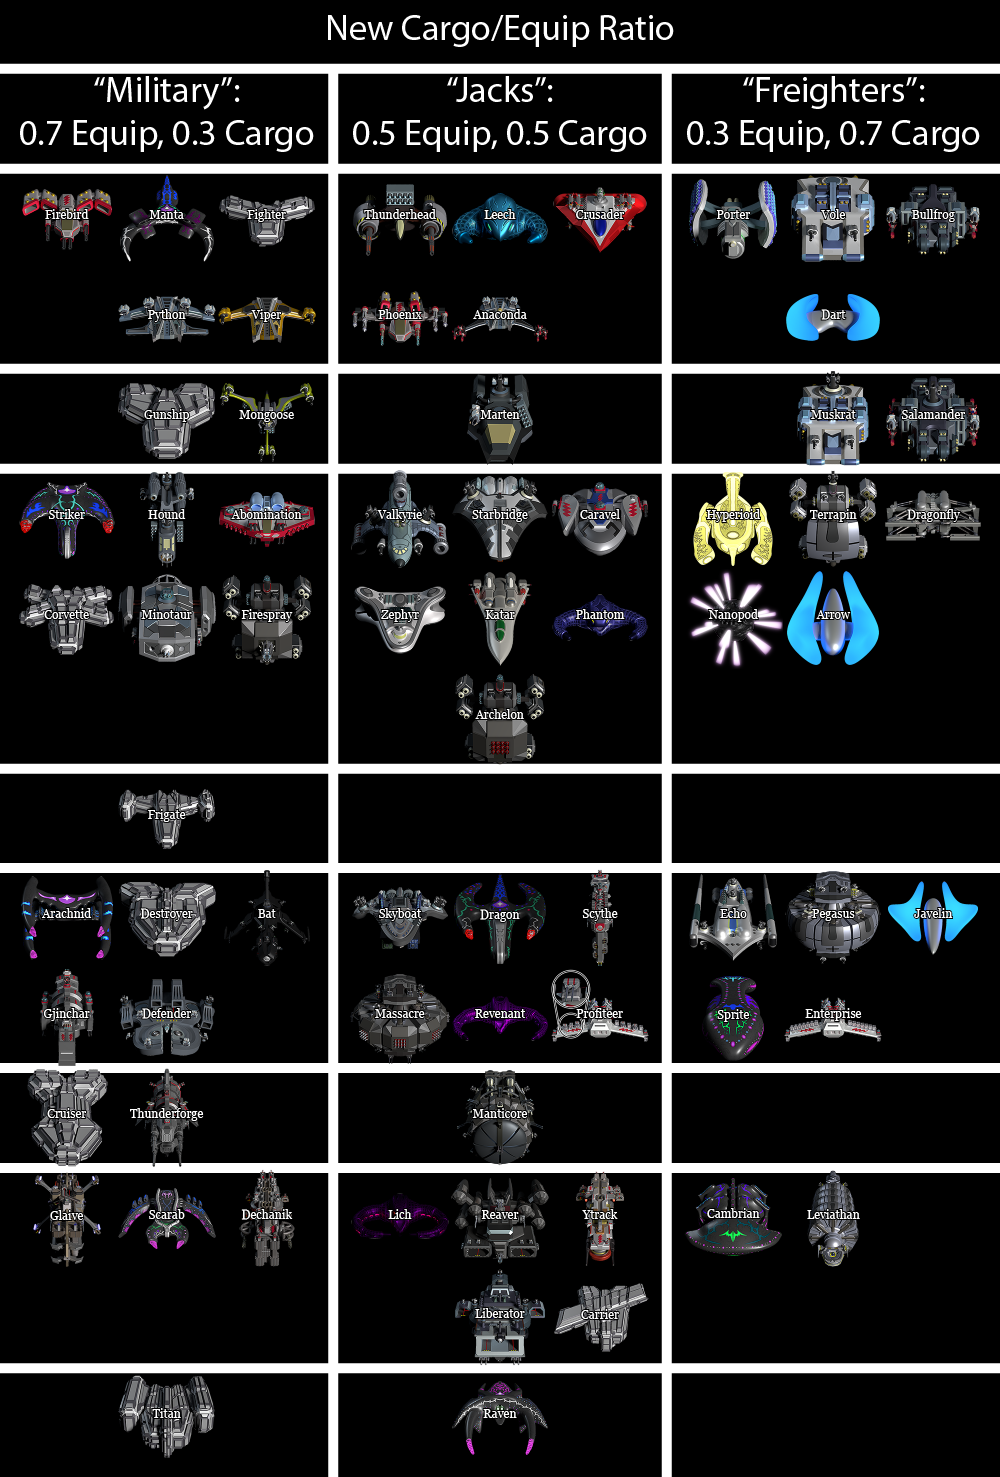 New Cargo/Equip Ratio
“Military”:
0.7 Equip, 0.3 Cargo
“Jacks”:
0.5 Equip, 0.5 Cargo
“Freighters”:
0.3 Equip, 0.7 Cargo
Firebird Manta Fighter
Thunderhead Leech Crusader
Porter Vole Bullfrog
Python Viper
Phoenix Anaconda
Dart
Gunship Mongoose
Marten
Muskrat Salamander
Striker Hound Abomination
Valkyrie Starbridge Caravel
Hyperioid Terrapin Dragonfly
Corvette Minotaur Firespray
Zephyr Katar Phantom
Nanopod Arrow
Archelon
Frigate
Arachnid Destroyer Bat
Skyboat Dragon Scythe
Echo Pegasus Javelin
Gjinchar Defender
Massacre Revenant Profiteer
Sprite Enterprise
Cruiser Thunderforge
Manticore
Glaive Scarab Dechanik
Lich Reaver Ytrack
Cambrian Leviathan
Liberator Carrier
Titan
Raven